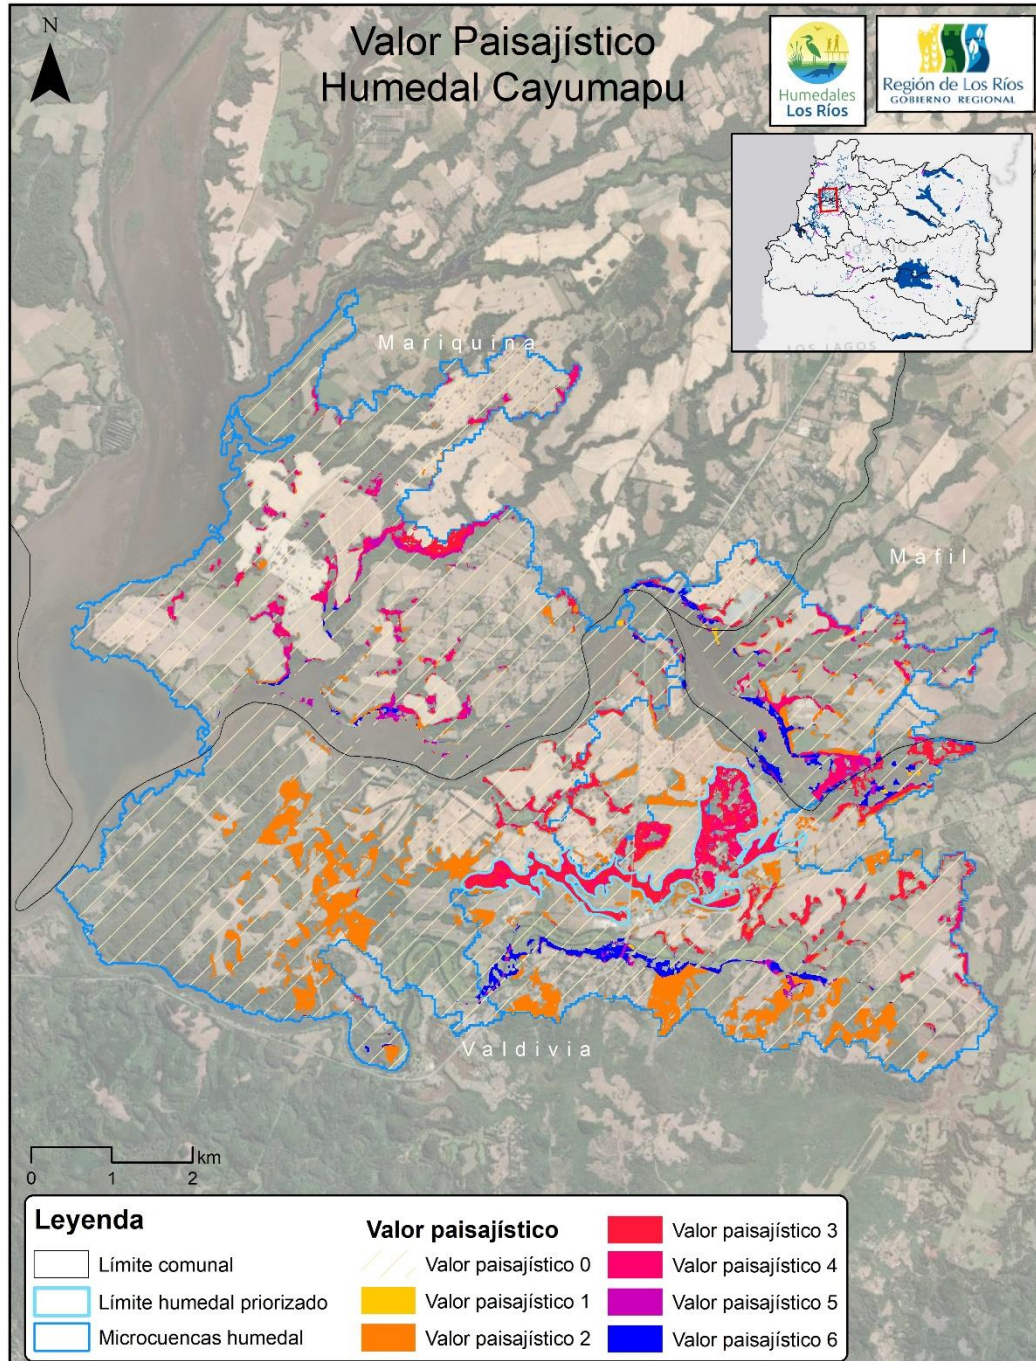 N
Valor Paisajístico
Humedal Cayumapu
Humedales
Los Ríos
Región de Los Ríos
GOBIERNO REGIONAL
LOS LAGOS
Mariquina
Máfil
Valdivia
km
0 1 2
Leyenda
Límite comunal
Límite humedal priorizado
Microcuencas humedal
Valor paisajístico
Valor paisajístico 0
Valor paisajístico 1
Valor paisajístico 2
Valor paisajístico 3
Valor paisajístico 4
Valor paisajístico 5
Valor paisajístico 6